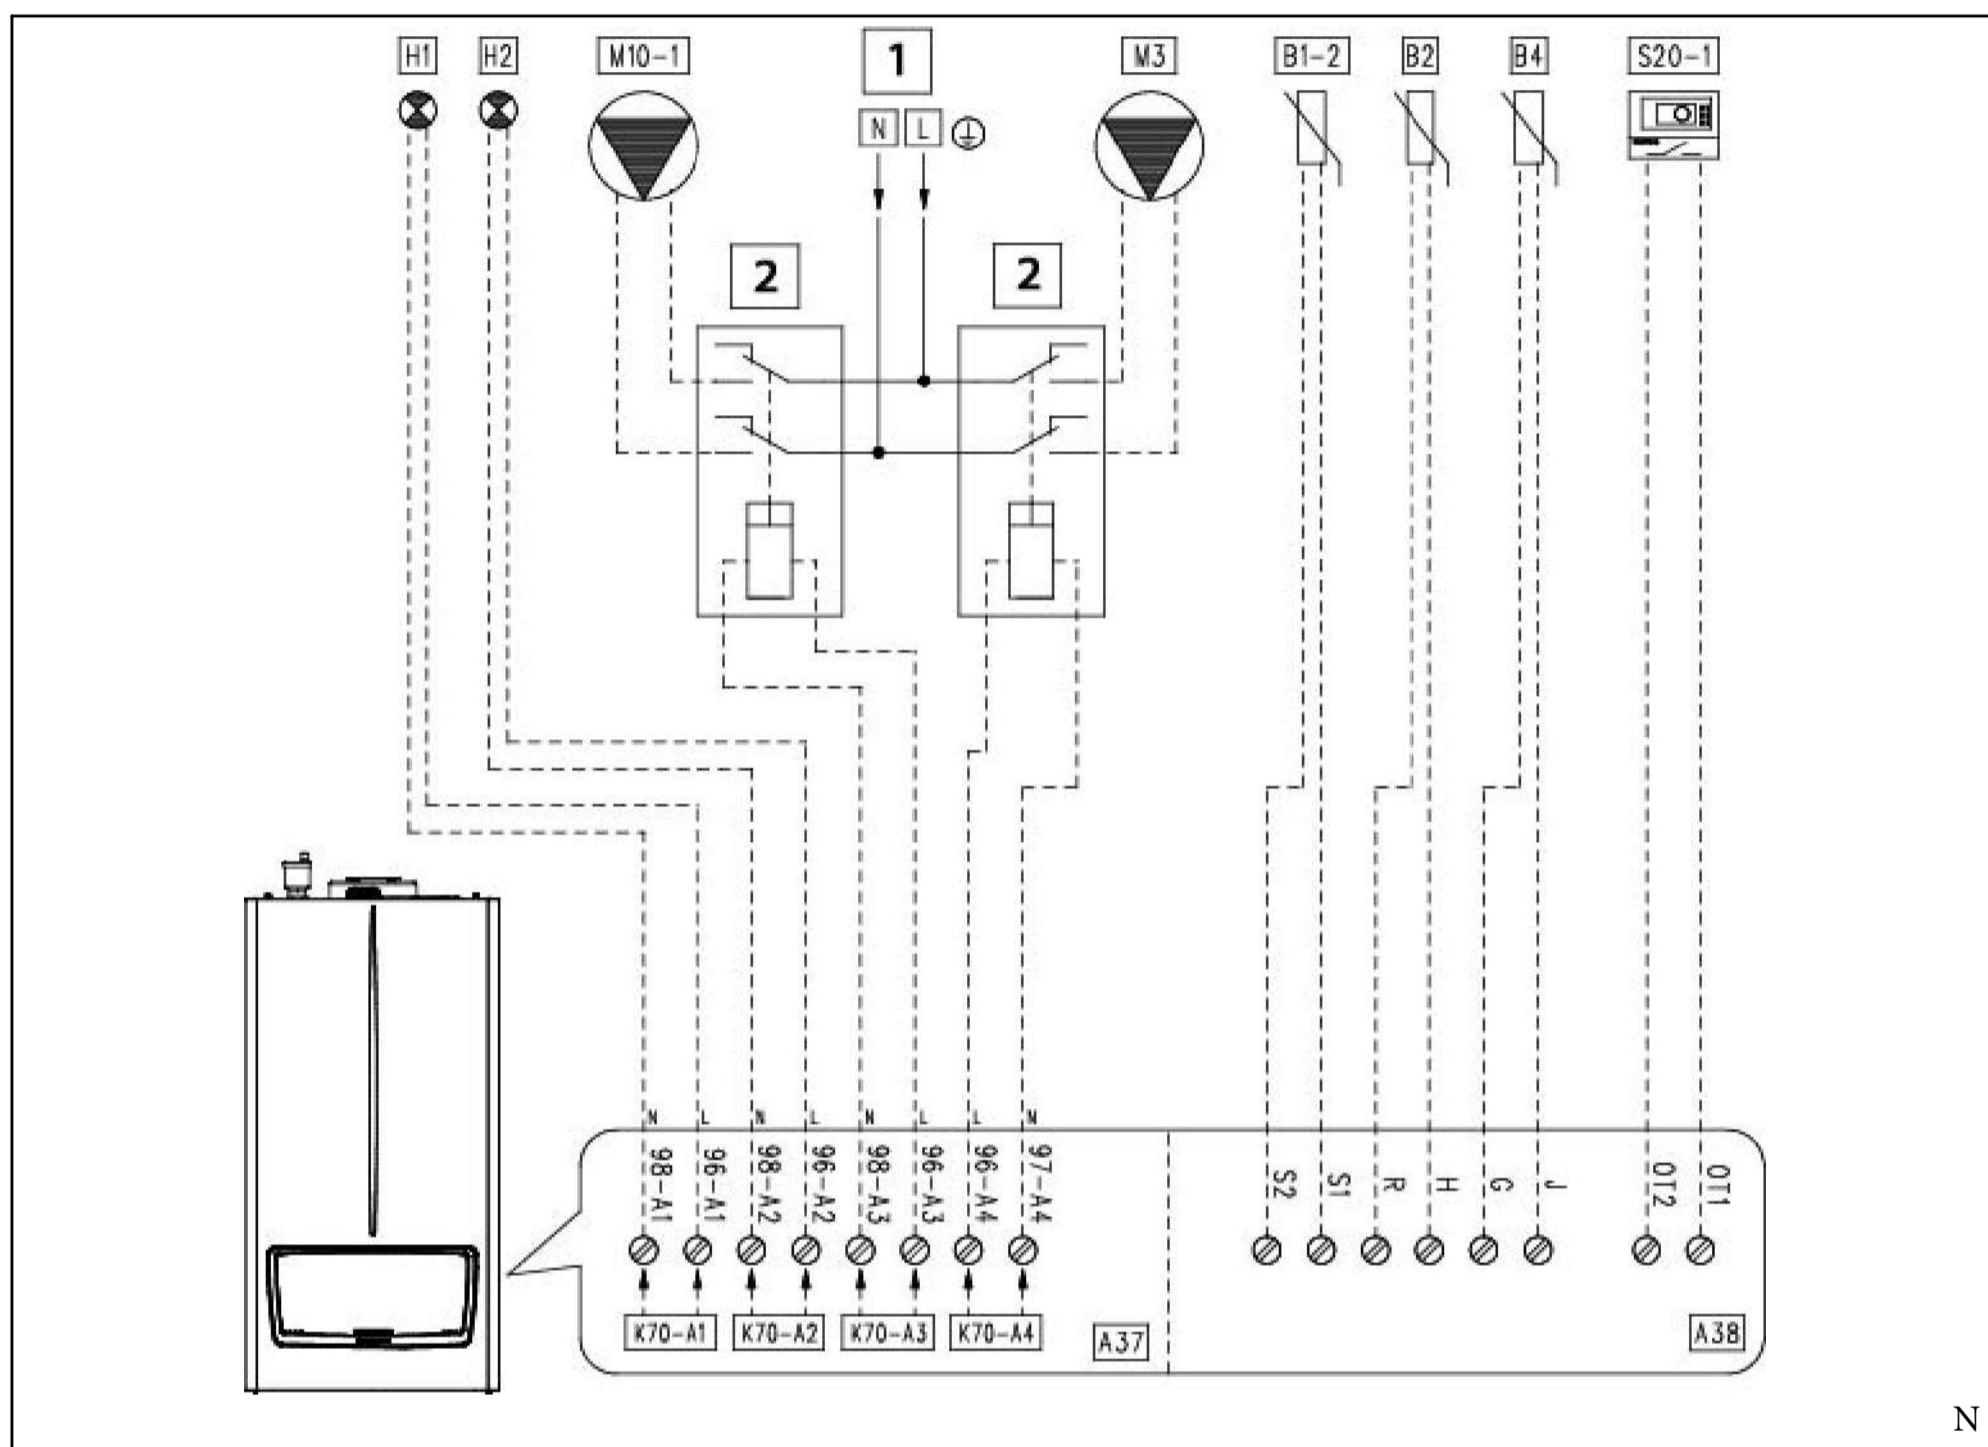 H1 H2 M10-1 1 M3 B1-2 B2 B4 S20-1
N L
2 2
N L N L N L L N
98-A1 96-A1 98-A2 96-A2 98-A3 96-A3 96-A4 97-A4 S2 S1 R H G J OT2 OT1
K70-A1 K70-A2 K70-A3 K70-A4 A37 A38
N